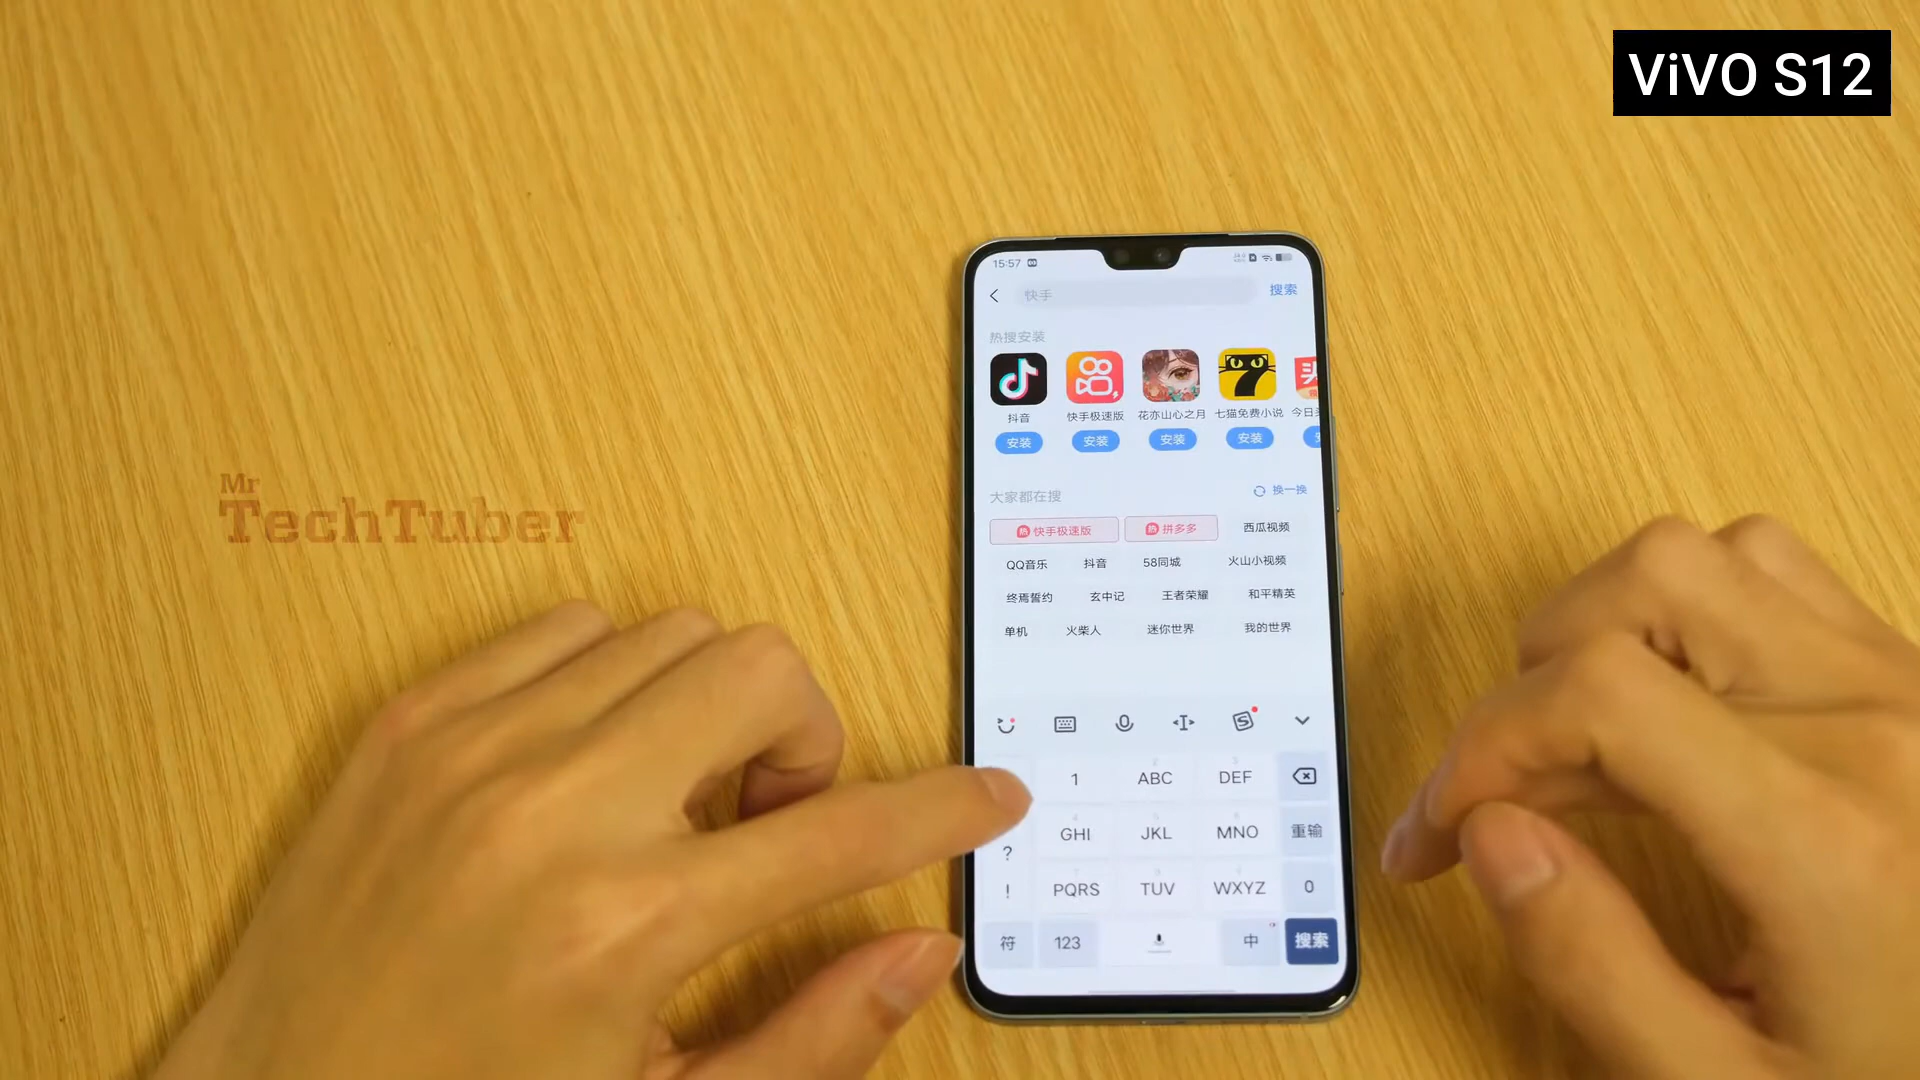 ViVO S12
15:57
快手
搜索
热搜安装
抖音 快手极速版 花亦山心之月 七猫免费小说 今日
安装 安装 安装 安装
大家都在搜 换一换
热 快手极速版 热 拼多多 西瓜视频
QQ音乐 抖音 58同城 火山小视频
终焉誓约 玄中记 王者荣耀 和平精英
单机 火柴人 迷你世界 我的世界
Mr
TechTuber
1 ABC DEF
GHI JKL MNO 重输
?
! PQRS TUV WXYZ 0
符 123 中 搜索